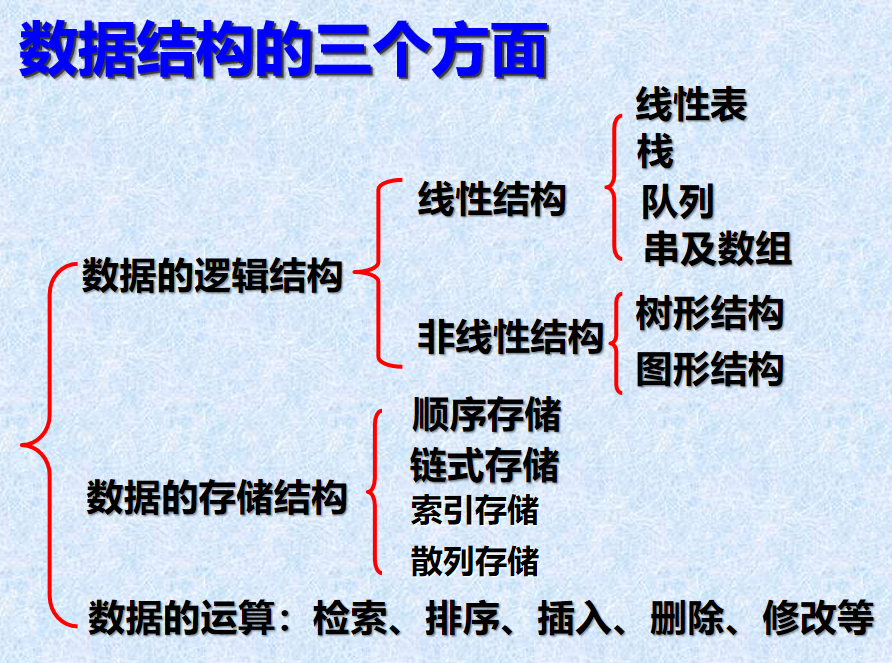 数据结构的三个方面
数据的逻辑结构
线性结构
线性表
栈
队列
串及数组
非线性结构
树形结构
图形结构
数据的存储结构
顺序存储
链式存储
索引存储
散列存储
数据的运算：检索、排序、插入、删除、修改等